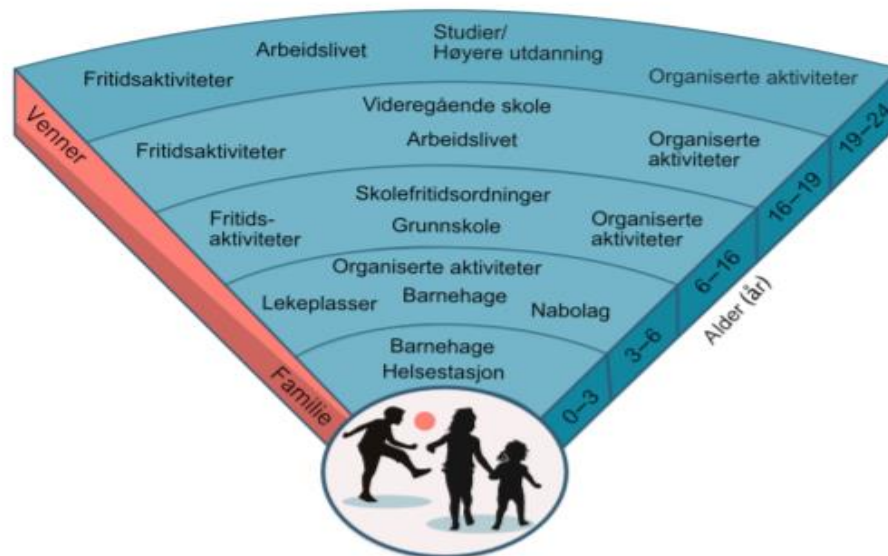 Studier/
Høyere utdanning
Arbeidslivet
Fritidsaktiviteter
Organiserte aktiviteter
Videregående skole
Arbeidslivet
Fritidsaktiviteter
Organiserte
aktiviteter
Skolefritidsordninger
Fritids-
aktiviteter
Grunnskole
Organiserte
aktiviteter
Organiserte aktiviteter
Lekeplasser
Barnehage
Nabolag
Barnehage
Helsestasjon
Venner
Familie
0–3
3–6
6–16
16–19
19–24
Alder (år)